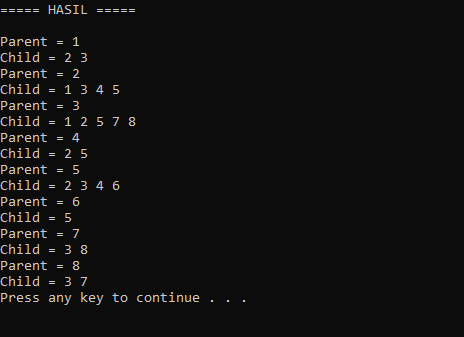 ===== HASIL =====
Parent = 1
Child = 2 3
Parent = 2
Child = 1 3 4 5
Parent = 3
Child = 1 2 5 7 8
Parent = 4
Child = 2 5
Parent = 5
Child = 2 3 4 6
Parent = 6
Child = 5
Parent = 7
Child = 3 8
Parent = 8
Child = 3 7
Press any key to continue . . .